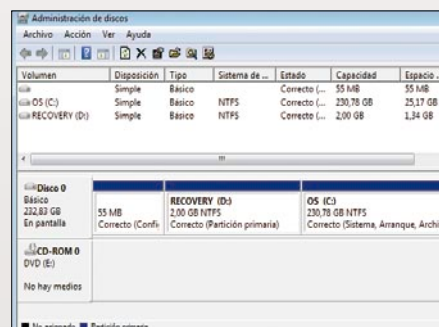 Administración de discos
Archivo Acción Ver Ayuda
Volumen Disposición Tipo Sistema de ... Estado Capacidad Espacio
Simple Básico Correcto (... 55 MB 55 MB
OS (C:) Simple Básico NTFS Correcto (... 230,78 GB 25,17 GB
RECOVERY (D:) Simple Básico NTFS Correcto (... 2,00 GB 1,34 GB
Disco 0
Básico
232,83 GB
En pantalla
55 MB
Correcto (Confi
RECOVERY (D:)
2,00 GB NTFS
Correcto (Partición primaria)
OS (C:)
230,78 GB NTFS
Correcto (Sistema, Arranque, Archi
CD-ROM 0
DVD (E:)
No hay medios
No asignado Partición primaria